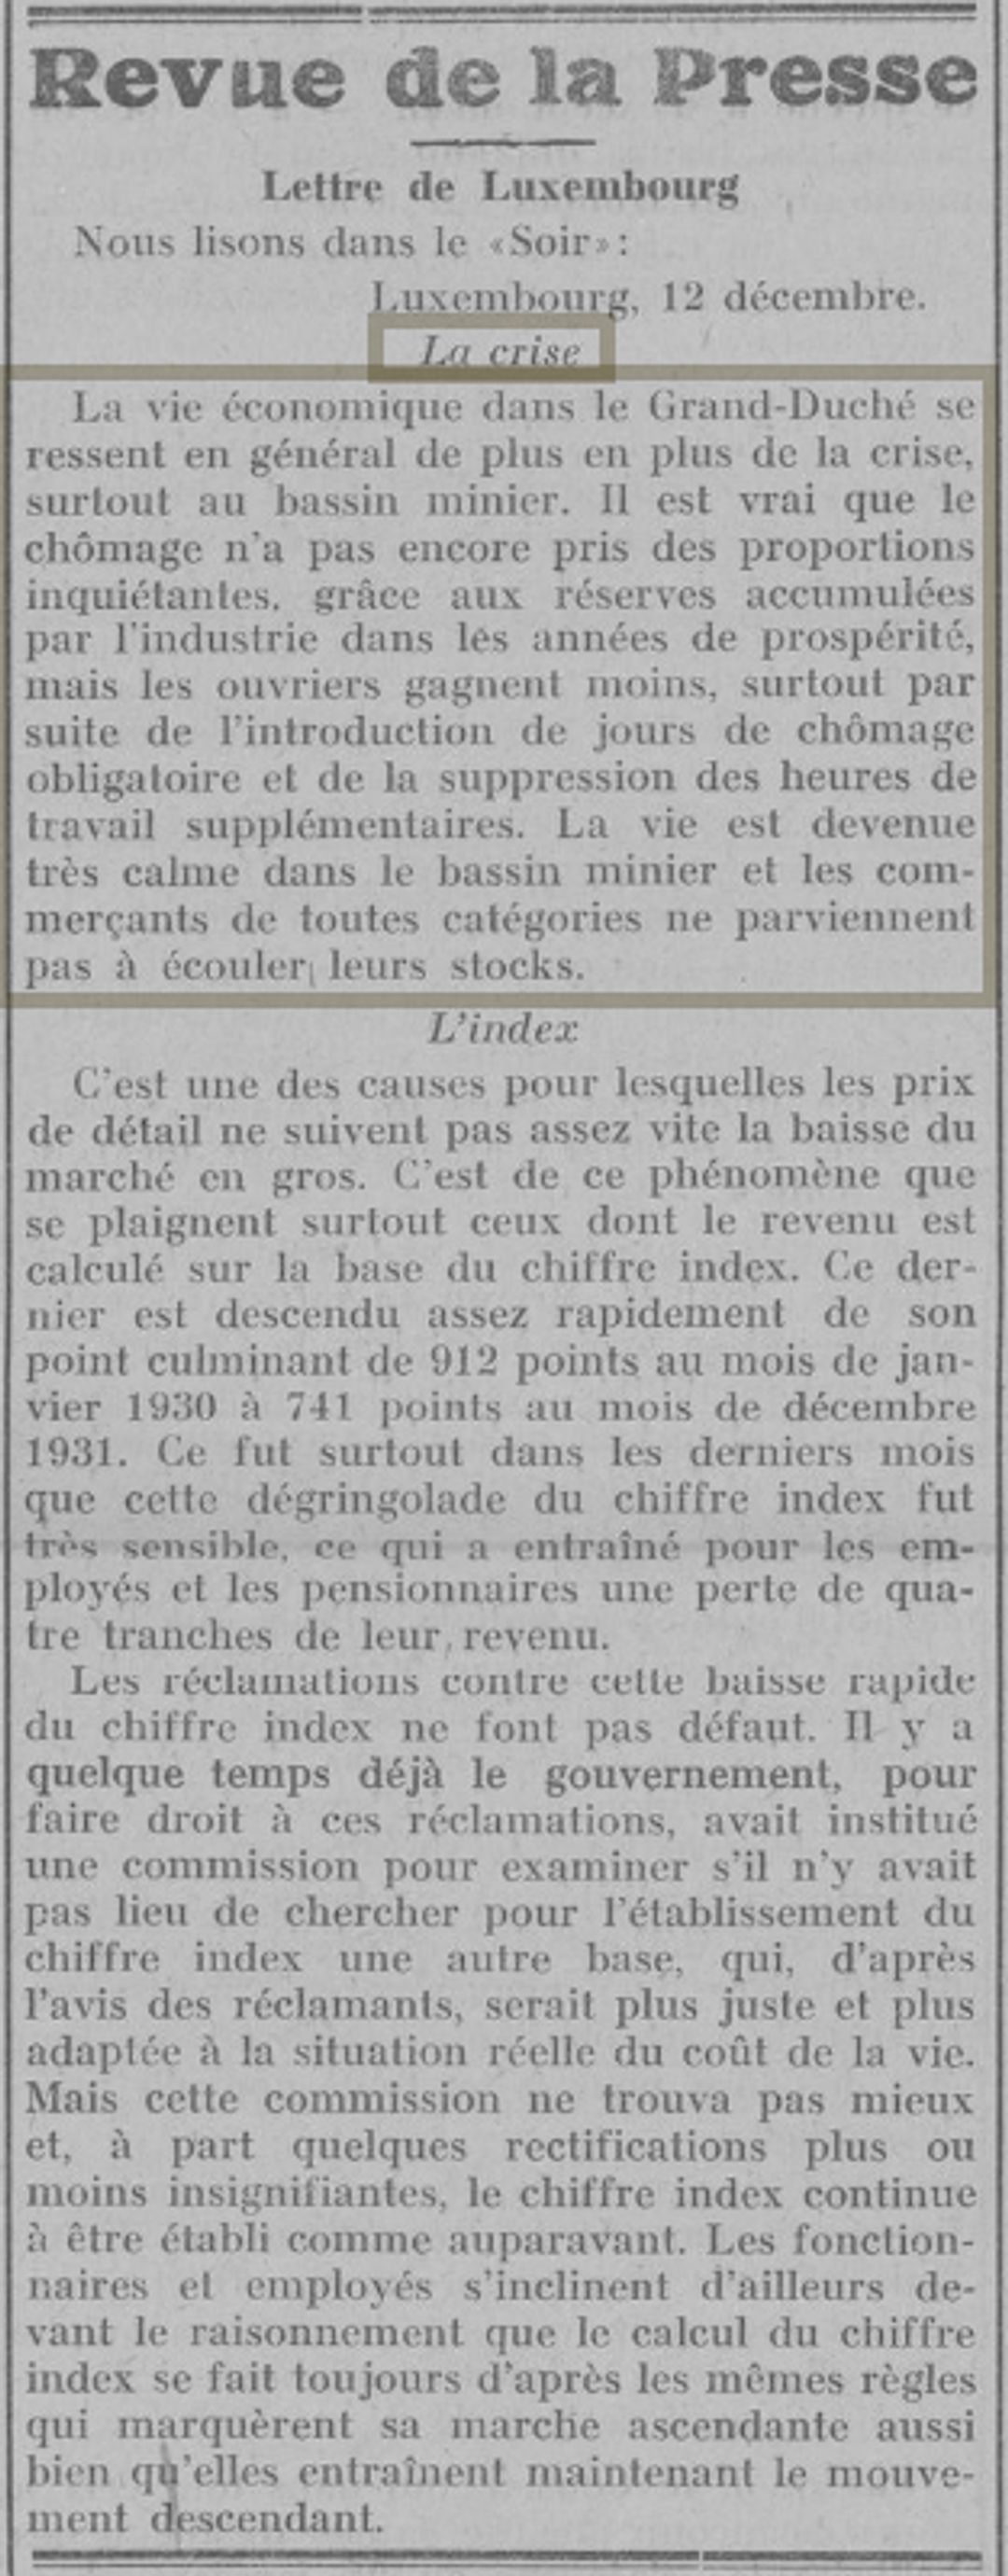 Revue de la Presse
Lettre de Luxembourg
Nous lisons dans le «Soir»:
Luxembourg, 12 décembre.
La crise
La vie économique dans le Grand-Duché se
ressent en général de plus en plus de la crise,
surtout au bassin minier. Il est vrai que le
chômage n'a pas encore pris des proportions
inquiétantes, grâce aux réserves accumulées
par l'industrie dans les années de prospérité,
mais les ouvriers gagnent moins, surtout par
suite de l'introduction de jours de chômage
obligatoire et de la suppression des heures de
travail supplémentaires. La vie est devenue
très calme dans le bassin minier et les com-
merçants de toutes catégories ne parviennent
pas à écouler leurs stocks.
L'index
C'est une des causes pour lesquelles les prix
de détail ne suivent pas assez vite la baisse du
marché en gros. C'est de ce phénomène que
se plaignent surtout ceux dont le revenu est
calculé sur la base du chiffre index. Ce der-
nier est descendu assez rapidement de son
point culminant de 912 points au mois de jan-
vier 1930 à 741 points au mois de décembre
1931. Ce fut surtout dans les derniers mois
que cette dégringolade du chiffre index fut
très sensible, ce qui a entraîné pour les em-
ployés et les pensionnaires une perte de qua-
tre tranches de leur revenu.
Les réclamations contre cette baisse rapide
du chiffre index ne font pas défaut. Il y a
quelque temps déjà le gouvernement, pour
faire droit à ces réclamations, avait institué
une commission pour examiner s'il n'y avait
pas lieu de chercher pour l'établissement du
chiffre index une autre base, qui, d'après
l'avis des réclamants, serait plus juste et plus
adaptée à la situation réelle du coût de la vie.
Mais cette commission ne trouva pas mieux
et, à part quelques rectifications plus ou
moins insignifiantes, le chiffre index continue
à être établi comme auparavant. Les fonction-
naires et employés s'inclinent d'ailleurs de-
vant le raisonnement que le calcul du chiffre
index se fait toujours d'après les mêmes règles
qui marquèrent sa marche ascendante aussi
bien qu'elles entraînent maintenant le mouve-
ment descendant.